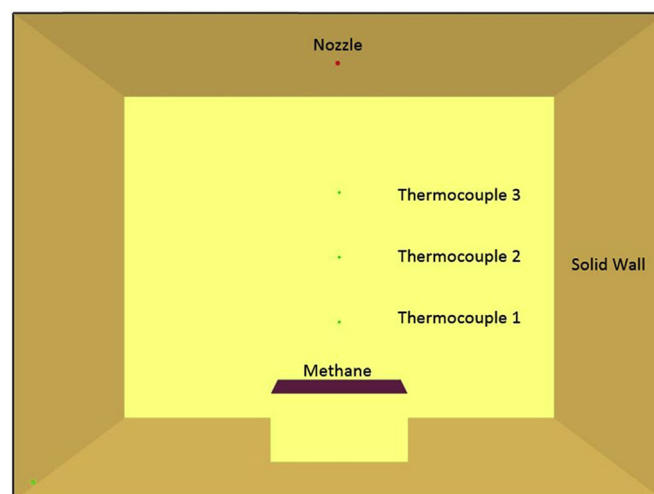 Nozzle
Thermocouple 3
Thermocouple 2
Solid Wall
Thermocouple 1
Methane